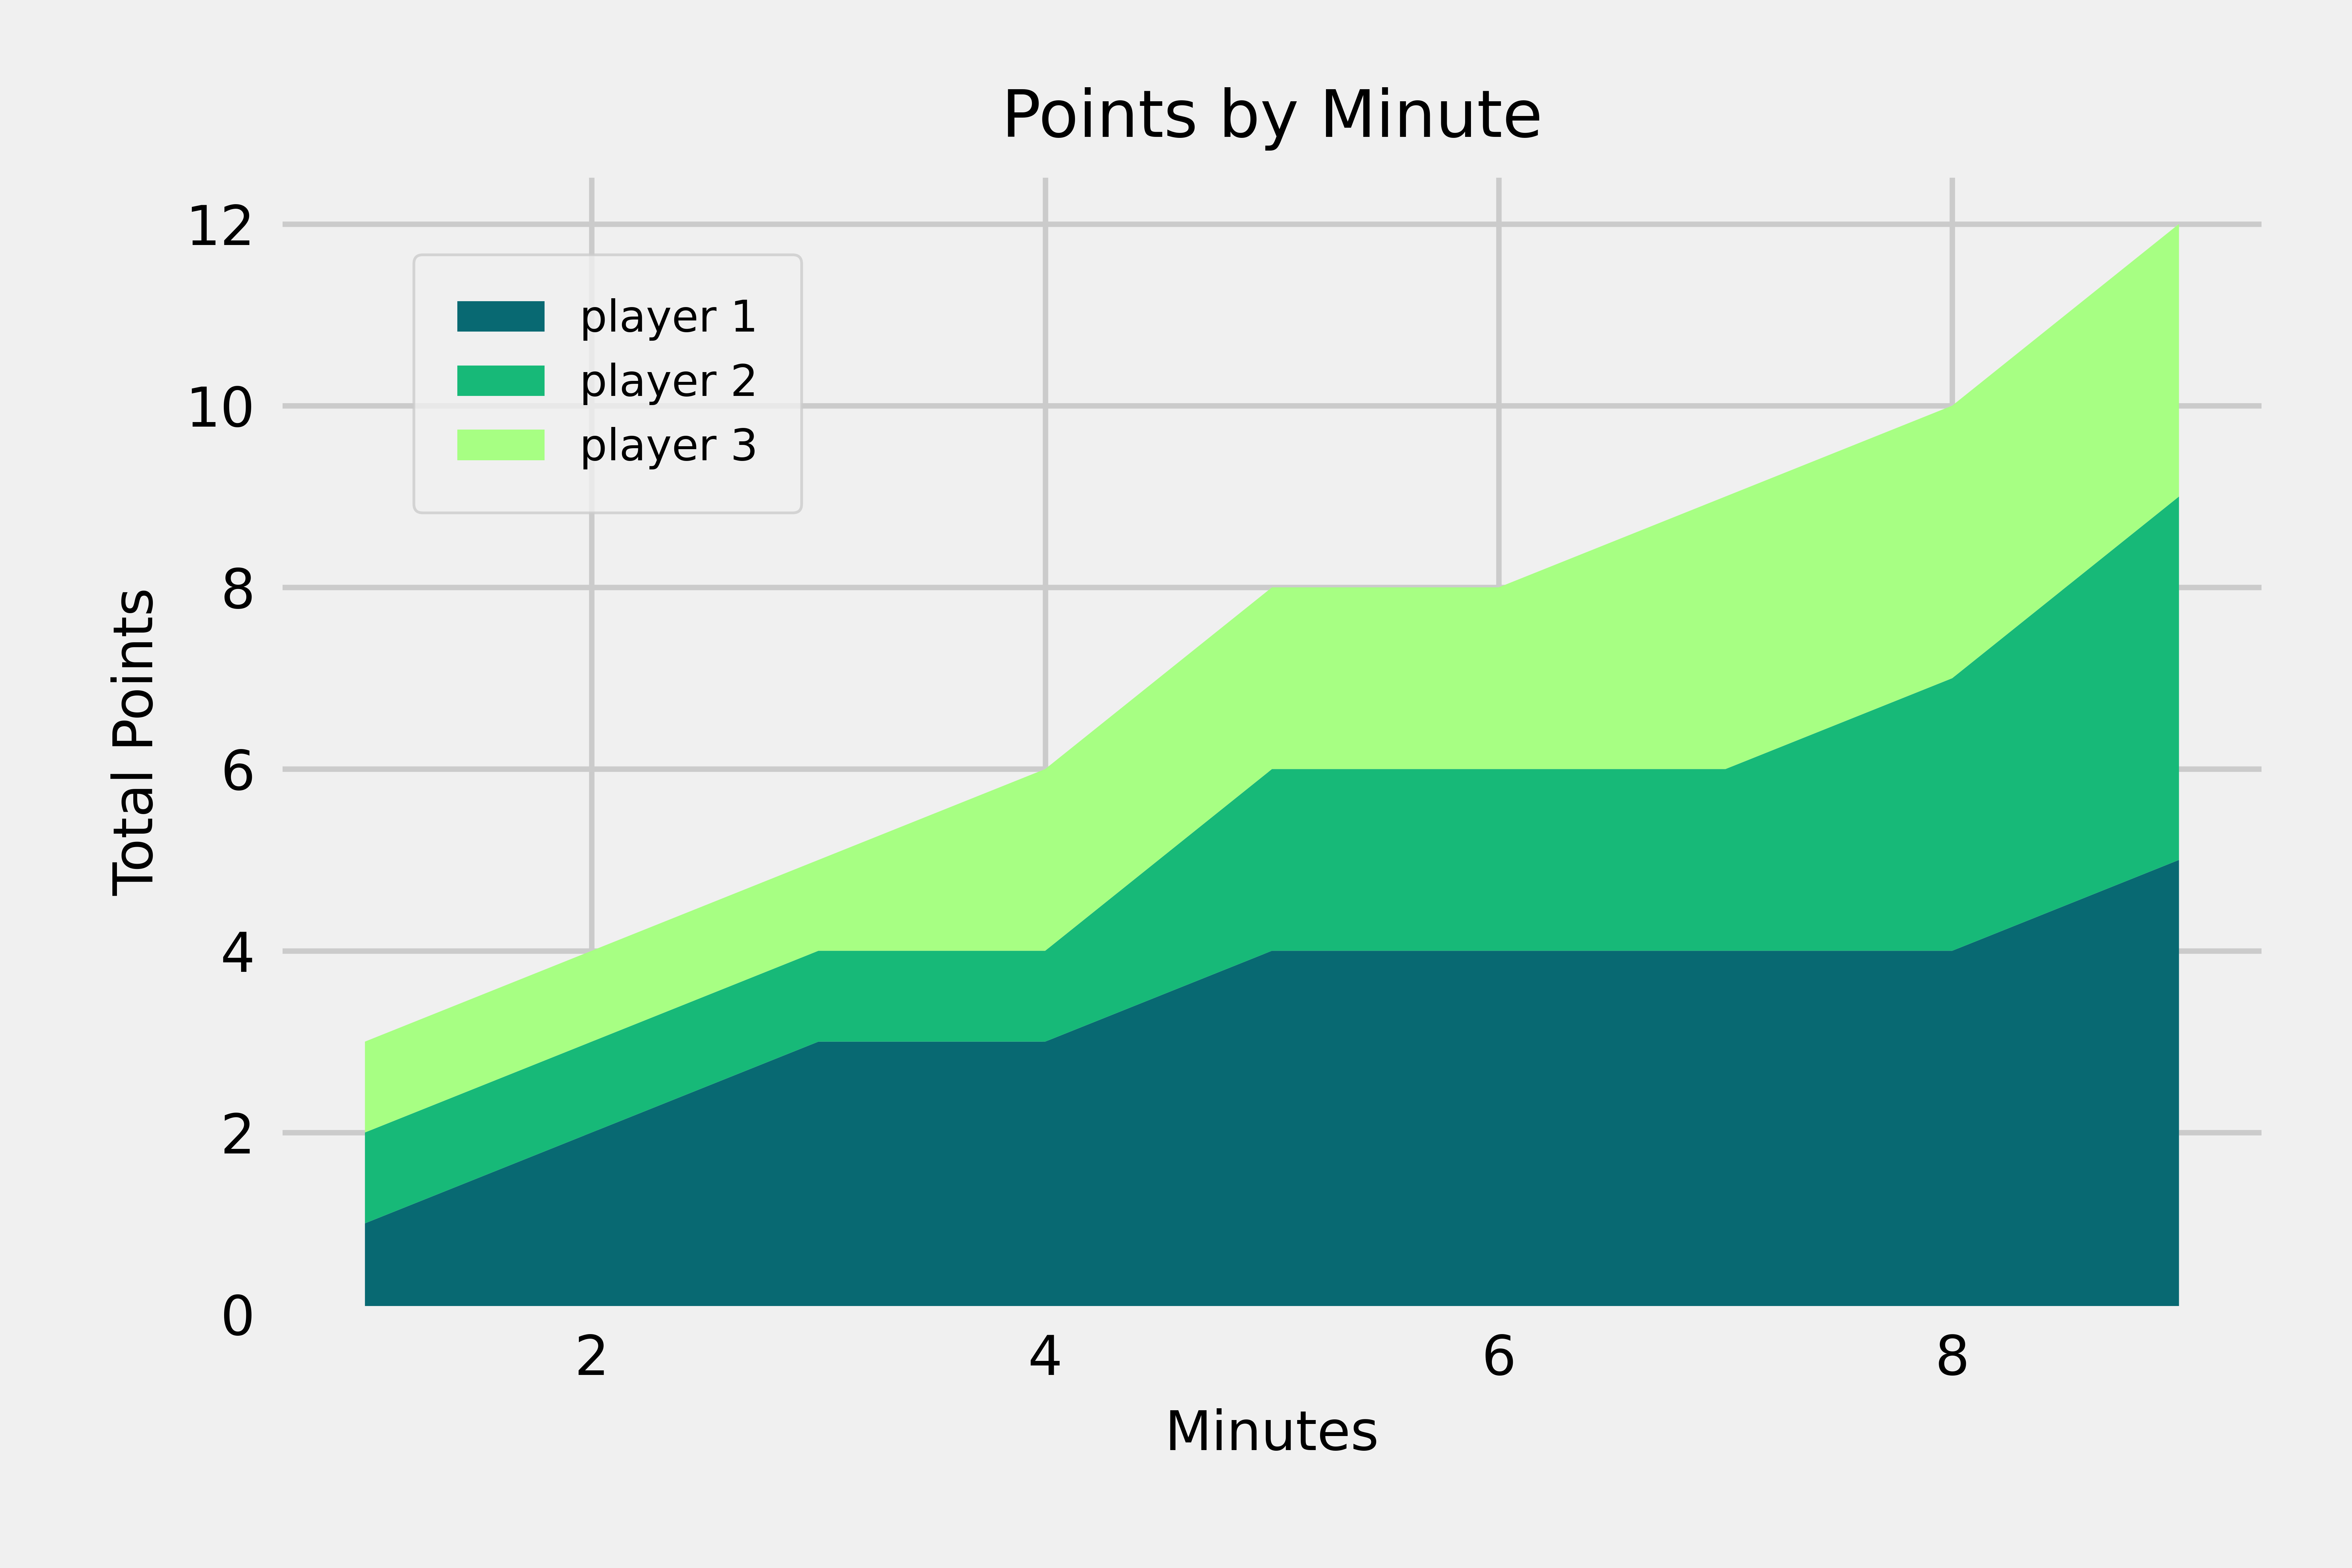 Points by Minute
12
10
8
6
4
2
0
Total Points
player 1
player 2
player 3
2 4 6 8
Minutes